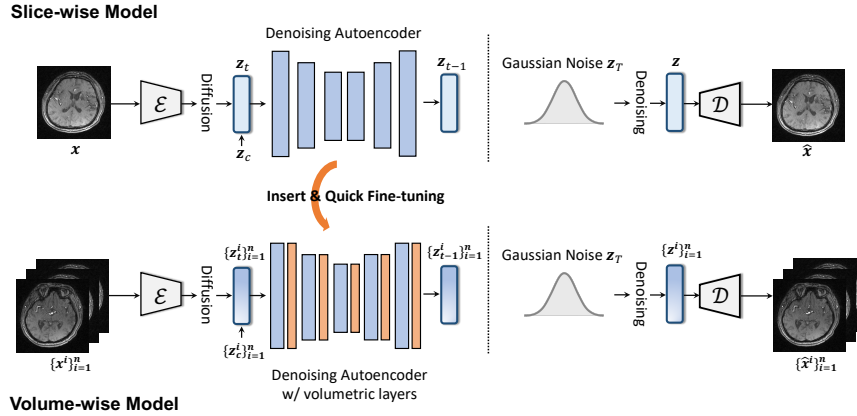 Slice-wise Model
Denoising Autoencoder
x
ℰ
Diffusion
z_t
z_c
z_{t−1}
Gaussian Noise z_T
Denoising
z
𝒟
x̂
Insert & Quick Fine-tuning
{x^i}_{i=1}^n
ℰ
Diffusion
{z_t^i}_{i=1}^n
{z_c^i}_{i=1}^n
{z_{t−1}^i}_{i=1}^n
Denoising Autoencoder
w/ volumetric layers
Gaussian Noise z_T
Denoising
{z^i}_{i=1}^n
𝒟
{x̂^i}_{i=1}^n
Volume-wise Model